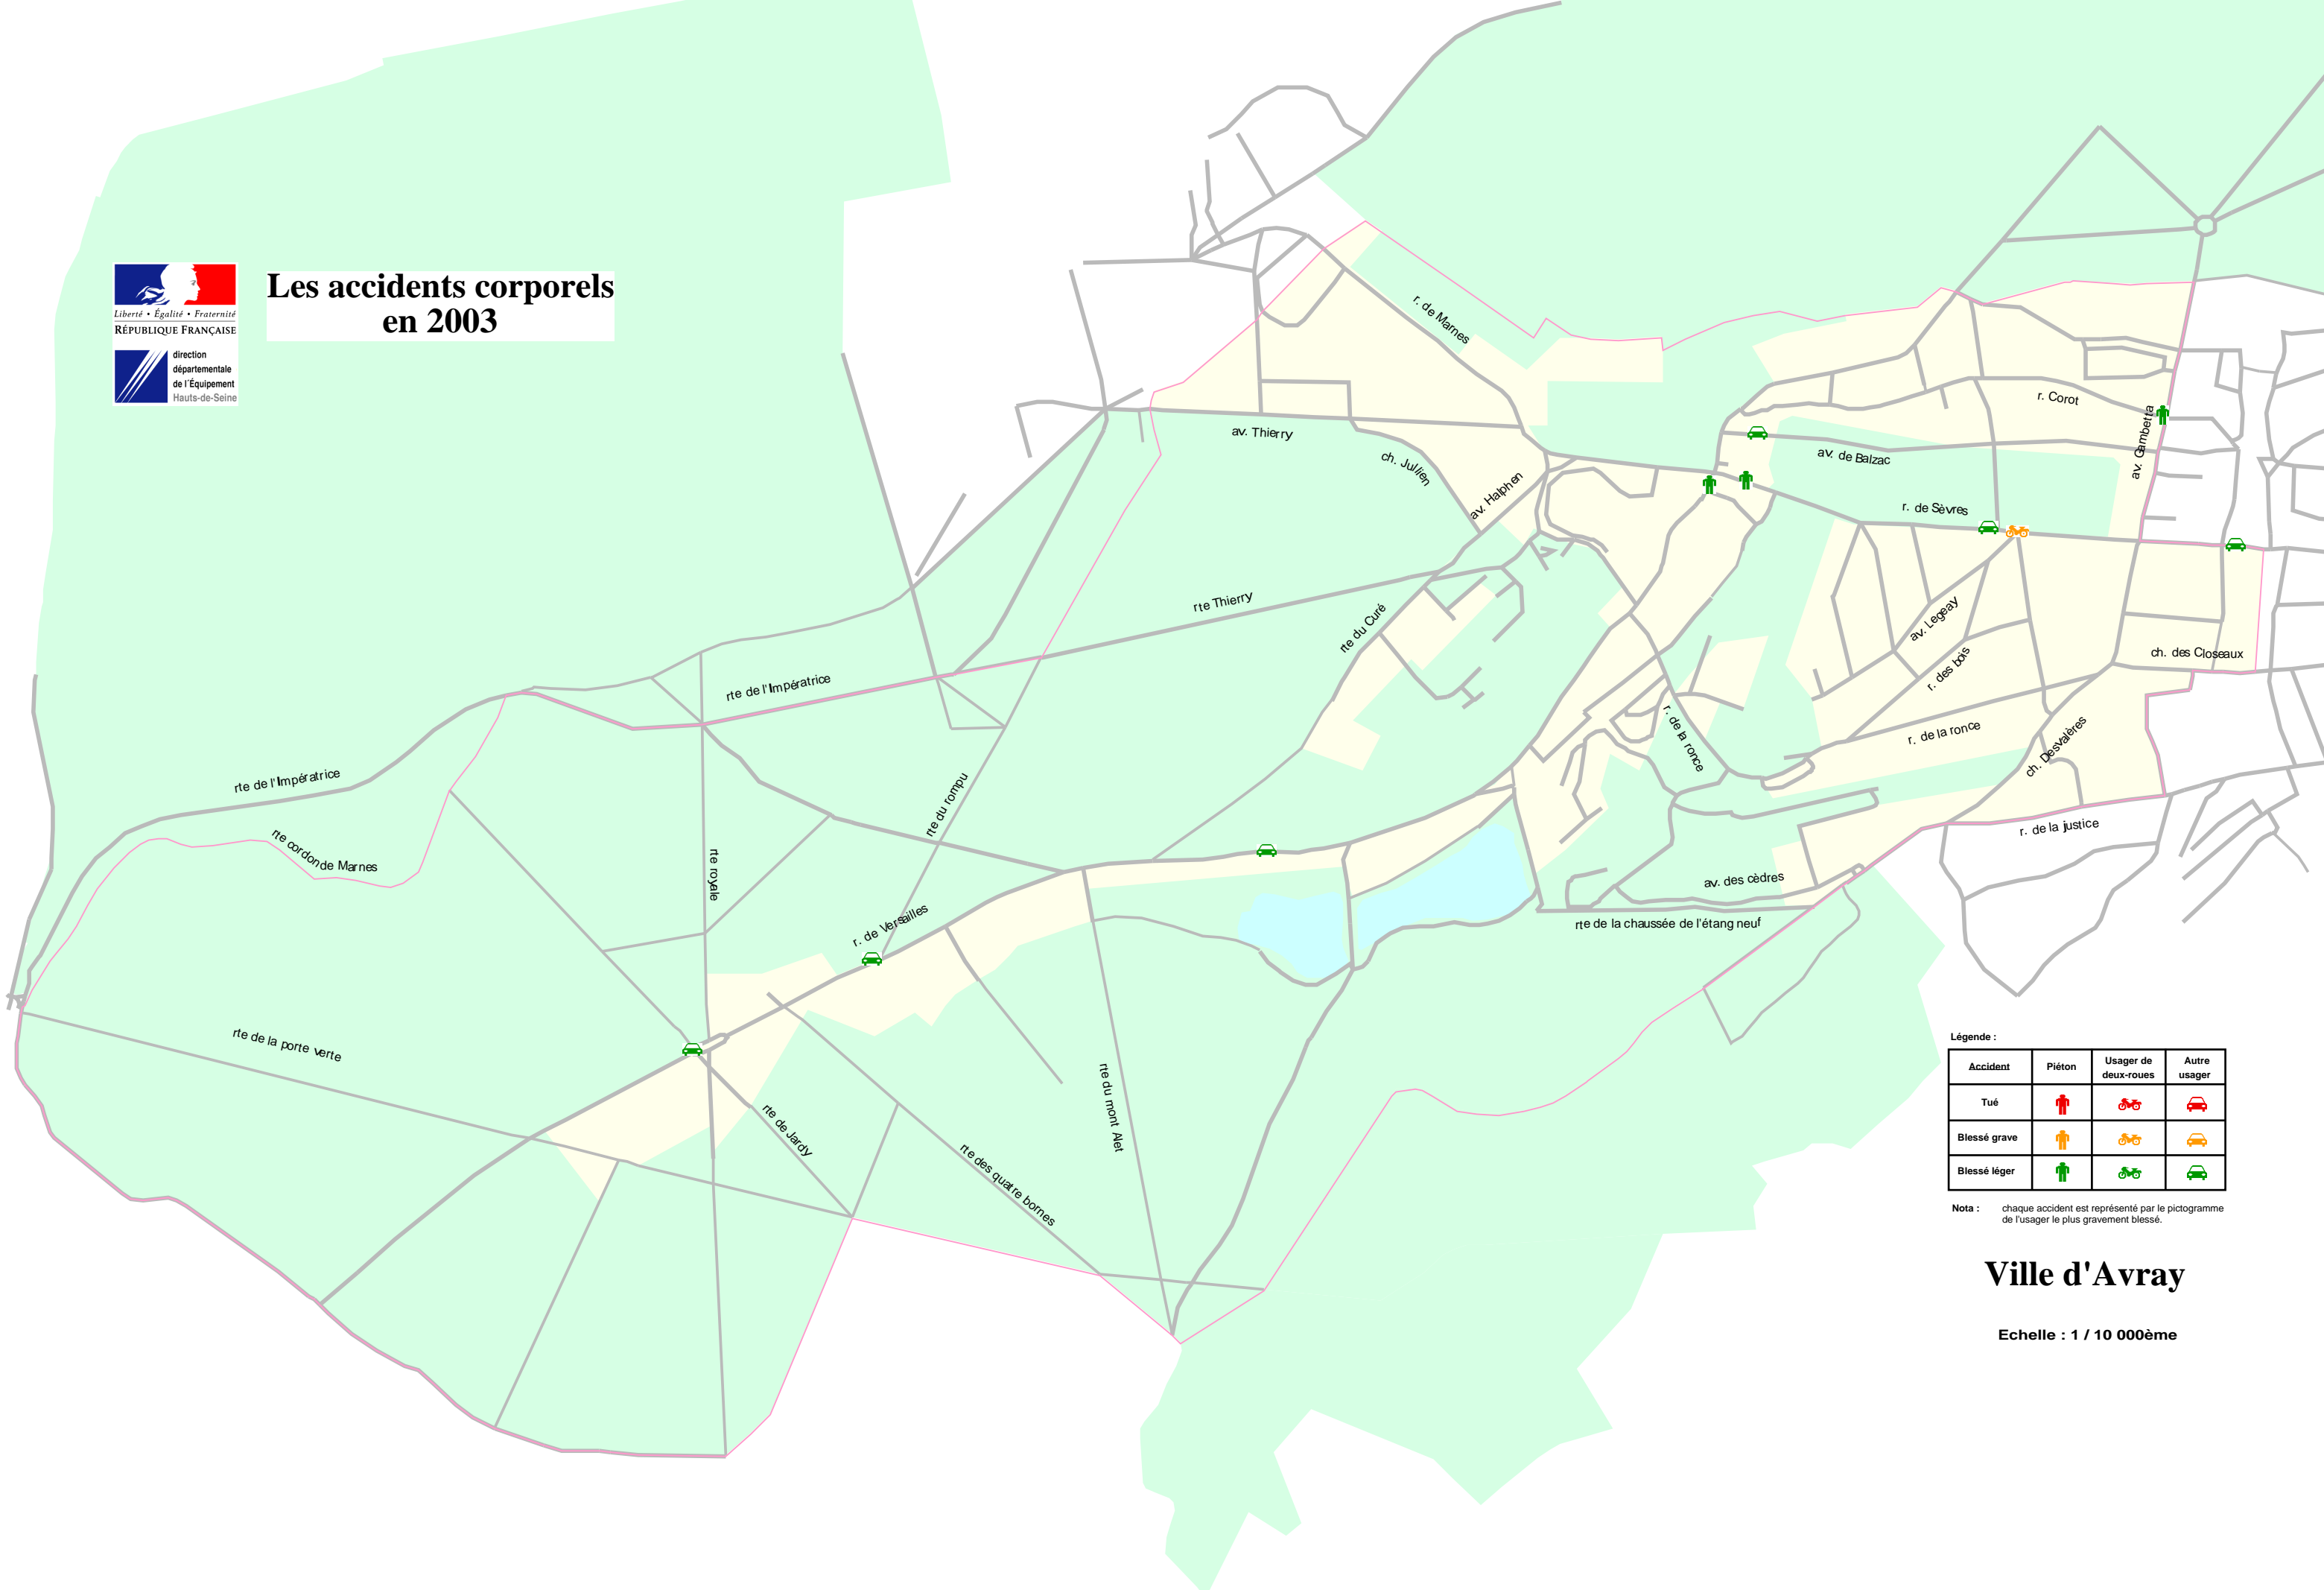 Liberté • Égalité • Fraternité
RÉPUBLIQUE FRANÇAISE
direction
départementale
de l'Équipement
Hauts-de-Seine
Les accidents corporels
en 2003
r. de Marnes
av. Thierry
ch. Jullien
av. Halphen
r. Corot
av. Gambetta
av. de Balzac
r. de Sèvres
rte Thierry
rte du Curé
av. Legeay
r. des bois
ch. des Closeaux
rte de l'Impératrice
rte de l'Impératrice
r. de la ronce
r. de la ronce
ch. Desvalères
rte du rompu
rte cordon de Marnes
rte royale
r. de la justice
av. des cèdres
r. de Versailles
rte de la chaussée de l'étang neuf
rte de la porte verte
rte du mont Alet
rte de Jardy
rte des quatre bornes
Légende :
Accident Piéton Usager de deux-roues Autre usager
Tué
Blessé grave
Blessé léger
Nota : chaque accident est représenté par le pictogramme
de l'usager le plus gravement blessé.
Ville d'Avray
Echelle : 1 / 10 000ème